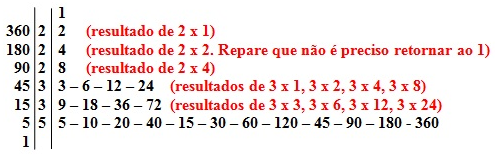 1
360 2 2 (resultado de 2 x 1)
180 2 4 (resultado de 2 x 2. Repare que não é preciso retornar ao 1)
90 2 8 (resultado de 2 x 4)
45 3 3 – 6 – 12 – 24 (resultados de 3 x 1, 3 x 2, 3 x 4, 3 x 8)
15 3 9 – 18 – 36 – 72 (resultados de 3 x 3, 3 x 6, 3 x 12, 3 x 24)
5 5 5 – 10 – 20 – 40 – 15 – 30 – 60 – 120 – 45 – 90 – 180 - 360
1